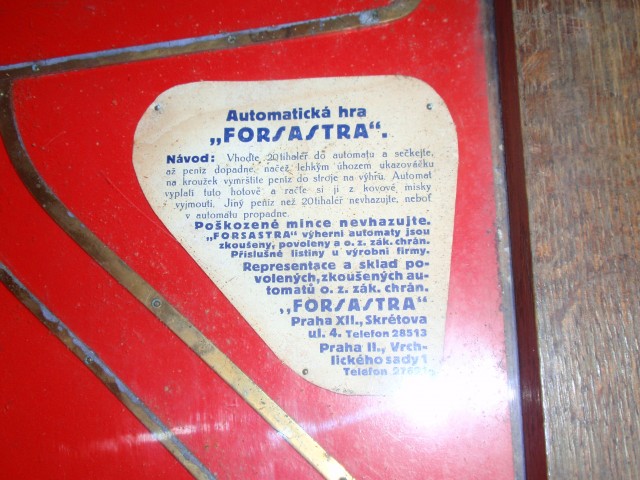 Automatická hra
„FORSASTRA“.
Návod: Vhoďte 20tihaléř do automatu a sečkejte,
až peníz dopadne, načež lehkým úhozem ukazováčku
na kroužek vymrštíte peníz do stroje na výhru. Automat
vyplatí tuto hotově a račte si ji z kovové misky
vyjmouti. Jiný peníz než 20tihaléř nevhazujte, neboť
v automatu propadne.
Poškozené mince nevhazujte.
„FORSASTRA“ výherní automaty jsou
zkoušeny, povoleny a o. z. zák. chrán.
Příslušné listiny u výrobní firmy.
Representace a sklad po-
volených, zkoušených au-
tomatů o. z. zák. chrán.
„FORSASTRA“
Praha XII., Skrétova
ul. 4. Telefon 28513
Praha II., Vrch-
lického sady 1
Telefon